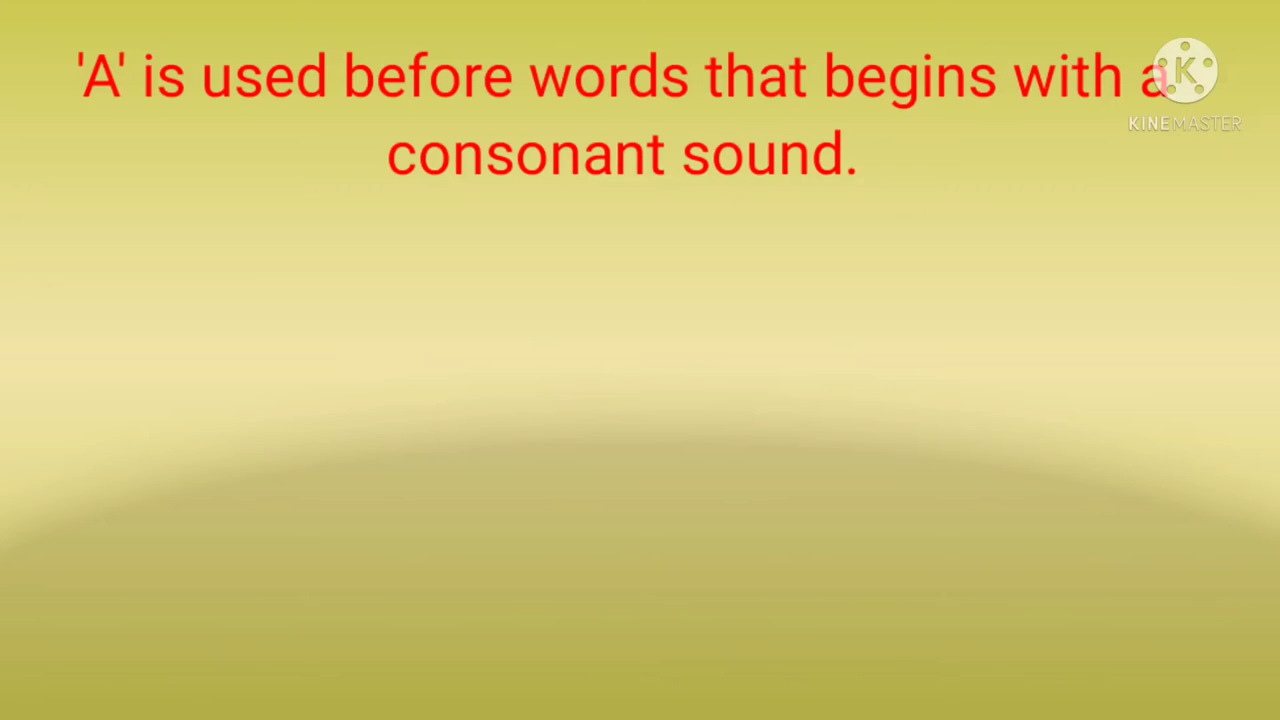 'A' is used before words that begins with a
consonant sound.
K
KINEMASTER